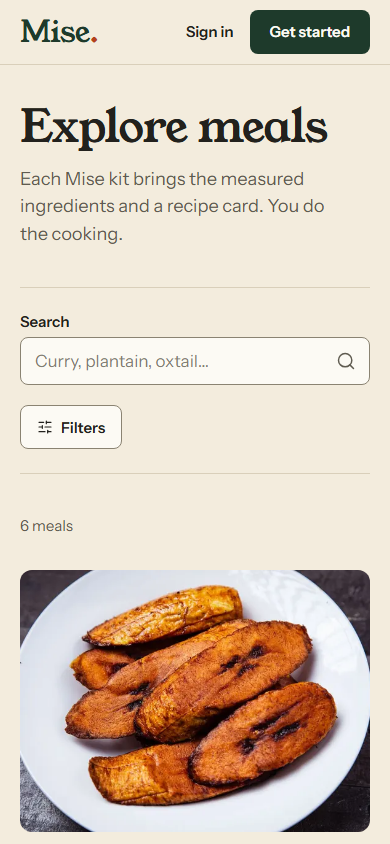 Mise.
Sign in
Get started
Explore meals
Each Mise kit brings the measured
ingredients and a recipe card. You do
the cooking.
Search
Curry, plantain, oxtail...
Filters
6 meals